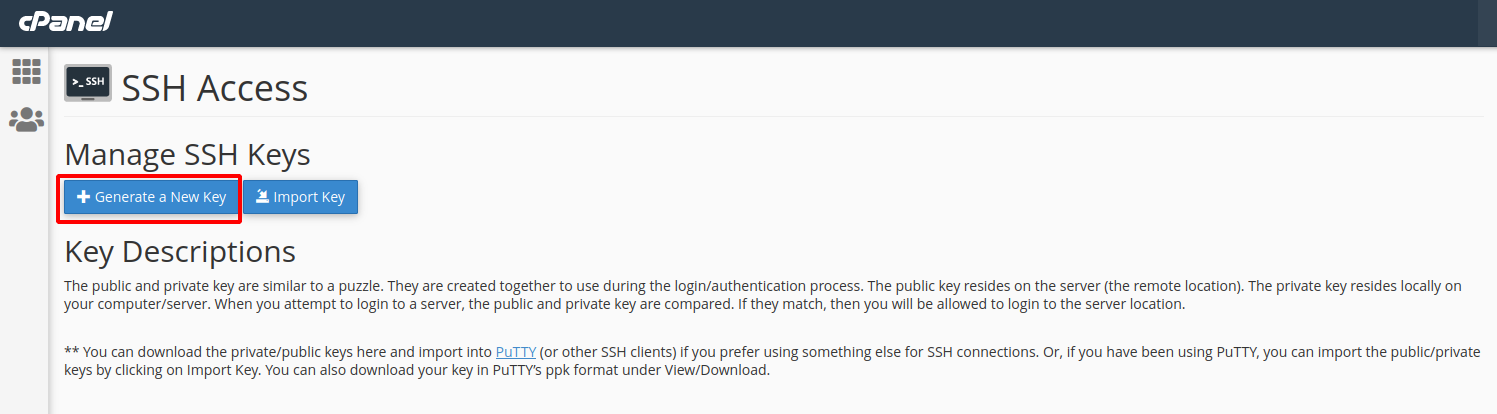 cPanel
>_ SSH
SSH Access
Manage SSH Keys
Generate a New Key
Import Key
Key Descriptions
The public and private key are similar to a puzzle. They are created together to use during the login/authentication process. The public key resides on the server (the remote location). The private key resides locally on
your computer/server. When you attempt to login to a server, the public and private key are compared. If they match, then you will be allowed to login to the server location.
** You can download the private/public keys here and import into PuTTY (or other SSH clients) if you prefer using something else for SSH connections. Or, if you have been using PuTTY, you can import the public/private
keys by clicking on Import Key. You can also download your key in PuTTY’s ppk format under View/Download.